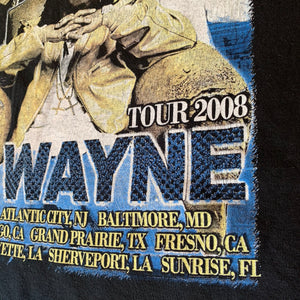 TOUR 2008
WAYNE
ATLANTIC CITY, NJ BALTIMORE, MD
GO, CA GRAND PRAIRIE, TX FRESNO, CA
YETTE, LA SHERVEPORT, LA SUNRISE, FL